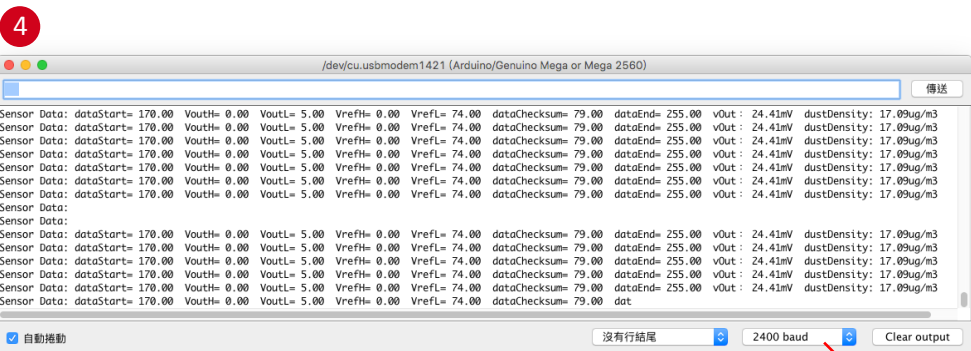 4
/dev/cu.usbmodem1421 (Arduino/Genuino Mega or Mega 2560)
傳送
Sensor Data: dataStart= 170.00 VoutH= 0.00 VoutL= 5.00 VrefH= 0.00 VrefL= 74.00 dataChecksum= 79.00 dataEnd= 255.00 vOut： 24.41mV dustDensity: 17.09ug/m3
Sensor Data: dataStart= 170.00 VoutH= 0.00 VoutL= 5.00 VrefH= 0.00 VrefL= 74.00 dataChecksum= 79.00 dataEnd= 255.00 vOut： 24.41mV dustDensity: 17.09ug/m3
Sensor Data: dataStart= 170.00 VoutH= 0.00 VoutL= 5.00 VrefH= 0.00 VrefL= 74.00 dataChecksum= 79.00 dataEnd= 255.00 vOut： 24.41mV dustDensity: 17.09ug/m3
Sensor Data: dataStart= 170.00 VoutH= 0.00 VoutL= 5.00 VrefH= 0.00 VrefL= 74.00 dataChecksum= 79.00 dataEnd= 255.00 vOut： 24.41mV dustDensity: 17.09ug/m3
Sensor Data: dataStart= 170.00 VoutH= 0.00 VoutL= 5.00 VrefH= 0.00 VrefL= 74.00 dataChecksum= 79.00 dataEnd= 255.00 vOut： 24.41mV dustDensity: 17.09ug/m3
Sensor Data: dataStart= 170.00 VoutH= 0.00 VoutL= 5.00 VrefH= 0.00 VrefL= 74.00 dataChecksum= 79.00 dataEnd= 255.00 vOut： 24.41mV dustDensity: 17.09ug/m3
Sensor Data: dataStart= 170.00 VoutH= 0.00 VoutL= 5.00 VrefH= 0.00 VrefL= 74.00 dataChecksum= 79.00 dataEnd= 255.00 vOut： 24.41mV dustDensity: 17.09ug/m3
Sensor Data:
Sensor Data:
Sensor Data: dataStart= 170.00 VoutH= 0.00 VoutL= 5.00 VrefH= 0.00 VrefL= 74.00 dataChecksum= 79.00 dataEnd= 255.00 vOut： 24.41mV dustDensity: 17.09ug/m3
Sensor Data: dataStart= 170.00 VoutH= 0.00 VoutL= 5.00 VrefH= 0.00 VrefL= 74.00 dataChecksum= 79.00 dataEnd= 255.00 vOut： 24.41mV dustDensity: 17.09ug/m3
Sensor Data: dataStart= 170.00 VoutH= 0.00 VoutL= 5.00 VrefH= 0.00 VrefL= 74.00 dataChecksum= 79.00 dataEnd= 255.00 vOut： 24.41mV dustDensity: 17.09ug/m3
Sensor Data: dataStart= 170.00 VoutH= 0.00 VoutL= 5.00 VrefH= 0.00 VrefL= 74.00 dataChecksum= 79.00 dataEnd= 255.00 vOut： 24.41mV dustDensity: 17.09ug/m3
Sensor Data: dataStart= 170.00 VoutH= 0.00 VoutL= 5.00 VrefH= 0.00 VrefL= 74.00 dataChecksum= 79.00 dataEnd= 255.00 vOut： 24.41mV dustDensity: 17.09ug/m3
Sensor Data: dataStart= 170.00 VoutH= 0.00 VoutL= 5.00 VrefH= 0.00 VrefL= 74.00 dataChecksum= 79.00 dat
自動捲動 沒有行結尾 2400 baud Clear output